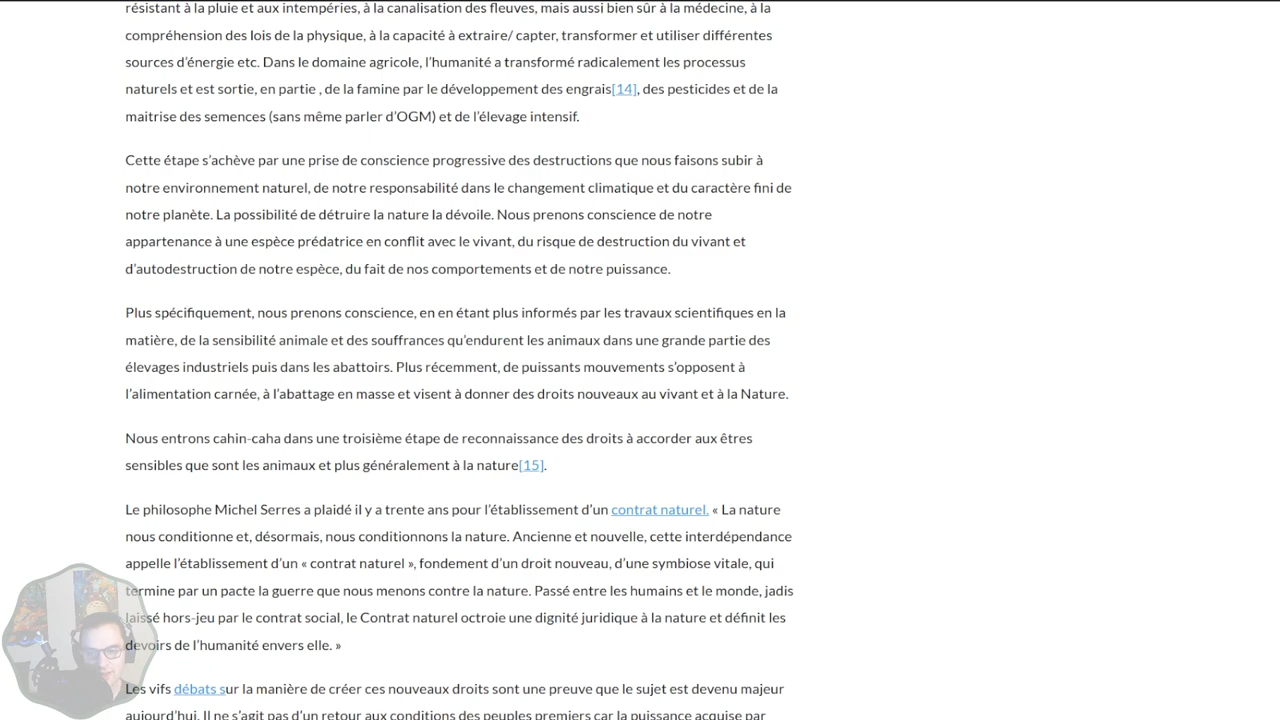 résistant à la pluie et aux intempéries, à la canalisation des fleuves, mais aussi bien sûr à la médecine, à la
compréhension des lois de la physique, à la capacité à extraire/ capter, transformer et utiliser différentes
sources d’énergie etc. Dans le domaine agricole, l’humanité a transformé radicalement les processus
naturels et est sortie, en partie , de la famine par le développement des engrais[14], des pesticides et de la
maitrise des semences (sans même parler d’OGM) et de l’élevage intensif.
Cette étape s’achève par une prise de conscience progressive des destructions que nous faisons subir à
notre environnement naturel, de notre responsabilité dans le changement climatique et du caractère fini de
notre planète. La possibilité de détruire la nature la dévoile. Nous prenons conscience de notre
appartenance à une espèce prédatrice en conflit avec le vivant, du risque de destruction du vivant et
d’autodestruction de notre espèce, du fait de nos comportements et de notre puissance.
Plus spécifiquement, nous prenons conscience, en en étant plus informés par les travaux scientifiques en la
matière, de la sensibilité animale et des souffrances qu’endurent les animaux dans une grande partie des
élevages industriels puis dans les abattoirs. Plus récemment, de puissants mouvements s’opposent à
l’alimentation carnée, à l’abattage en masse et visent à donner des droits nouveaux au vivant et à la Nature.
Nous entrons cahin-caha dans une troisième étape de reconnaissance des droits à accorder aux êtres
sensibles que sont les animaux et plus généralement à la nature[15].
Le philosophe Michel Serres a plaidé il y a trente ans pour l’établissement d’un contrat naturel. « La nature
nous conditionne et, désormais, nous conditionnons la nature. Ancienne et nouvelle, cette interdépendance
appelle l’établissement d’un « contrat naturel », fondement d’un droit nouveau, d’une symbiose vitale, qui
termine par un pacte la guerre que nous menons contre la nature. Passé entre les humains et le monde, jadis
laissé hors-jeu par le contrat social, le Contrat naturel octroie une dignité juridique à la nature et définit les
devoirs de l’humanité envers elle. »
Les vifs débats sur la manière de créer ces nouveaux droits sont une preuve que le sujet est devenu majeur
aujourd’hui. Il ne s’agit pas d’un retour aux conditions des peuples premiers car la puissance acquise par